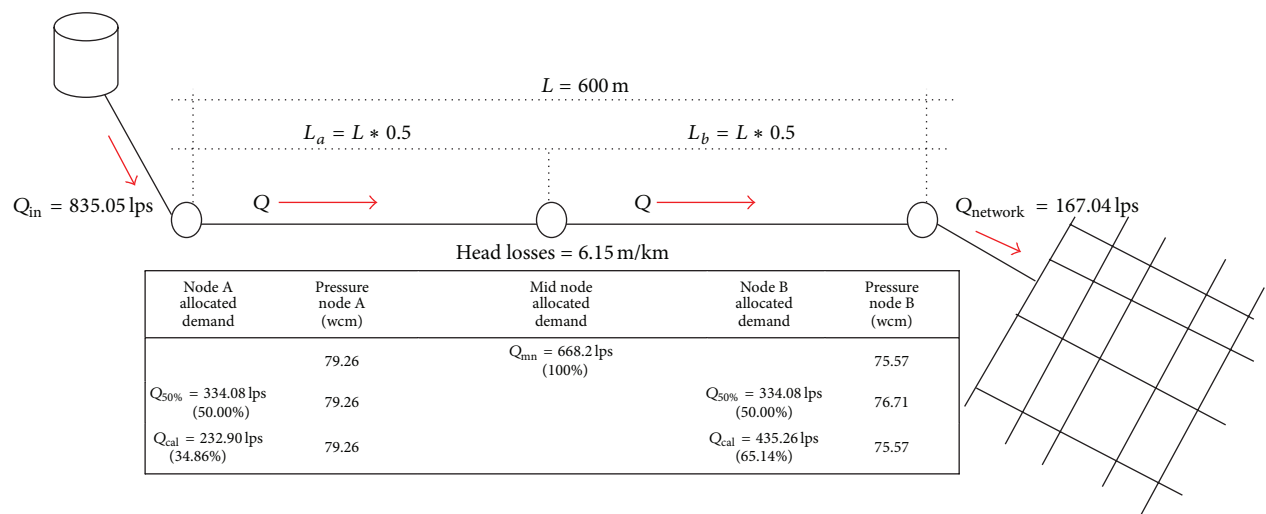 L = 600 m
L_a = L * 0.5
L_b = L * 0.5
Q_in = 835.05 lps
Q
Q
Q_network = 167.04 lps
Head losses = 6.15 m/km
Node A
allocated
demand
Pressure
node A
(wcm)
Mid node
allocated
demand
Node B
allocated
demand
Pressure
node B
(wcm)
79.26
Q_mn = 668.2 lps
(100%)
75.57
Q_50% = 334.08 lps
(50.00%)
79.26
Q_50% = 334.08 lps
(50.00%)
76.71
Q_cal = 232.90 lps
(34.86%)
79.26
Q_cal = 435.26 lps
(65.14%)
75.57